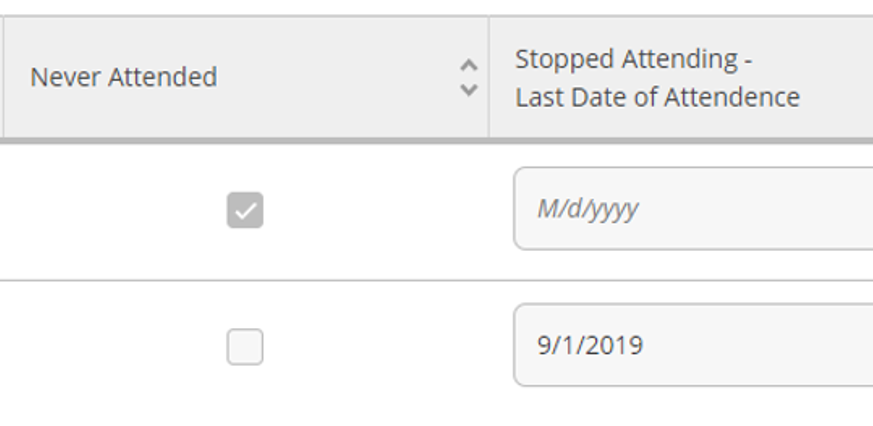 Never Attended
Stopped Attending -
Last Date of Attendence
M/d/yyyy
9/1/2019